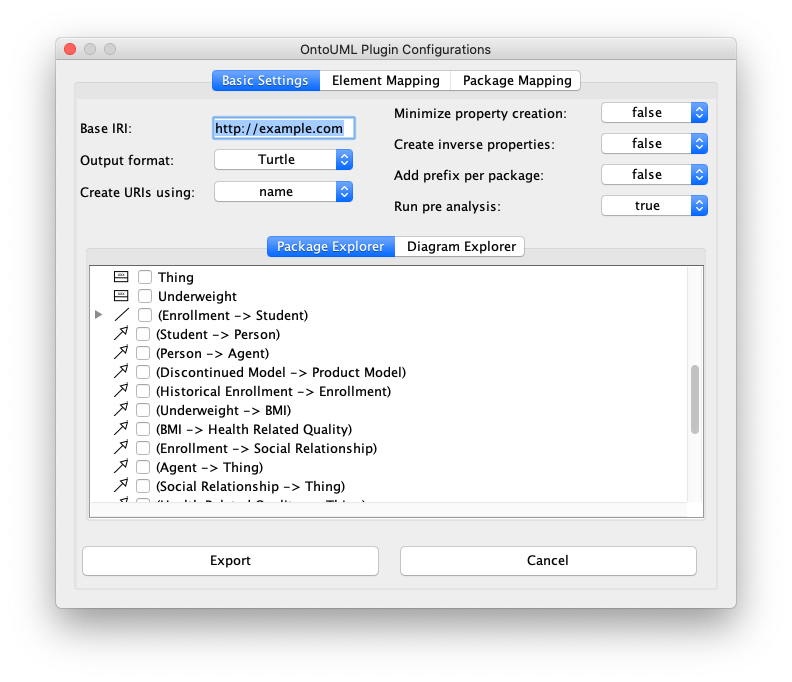 OntoUML Plugin Configurations
Basic Settings Element Mapping Package Mapping
Base IRI: http://example.com
Output format: Turtle
Create URIs using: name
Minimize property creation: false
Create inverse properties: false
Add prefix per package: false
Run pre analysis: true
Package Explorer Diagram Explorer
Thing
Underweight
(Enrollment -> Student)
(Student -> Person)
(Person -> Agent)
(Discontinued Model -> Product Model)
(Historical Enrollment -> Enrollment)
(Underweight -> BMI)
(BMI -> Health Related Quality)
(Enrollment -> Social Relationship)
(Agent -> Thing)
(Social Relationship -> Thing)
Export Cancel